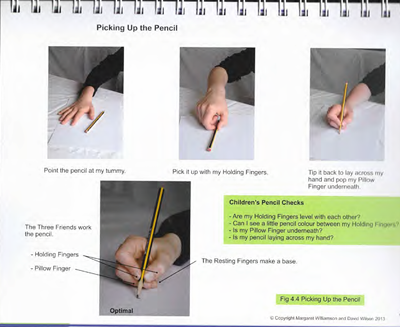 Picking Up the Pencil
Point the pencil at my tummy.
Pick it up with my Holding Fingers.
Tip it back to lay across my
hand and pop my Pillow
Finger underneath.
The Three Friends work
the pencil.
- Holding Fingers
- Pillow Finger
Optimal
The Resting Fingers make a base.
Children's Pencil Checks
- Are my Holding Fingers level with each other?
- Can I see a little pencil colour between my Holding Fingers?
- Is my Pillow Finger underneath?
- Is my pencil laying across my hand?
Fig 4.4 Picking Up the Pencil
© Copyright Margaret Williamson and David Wilson 2013